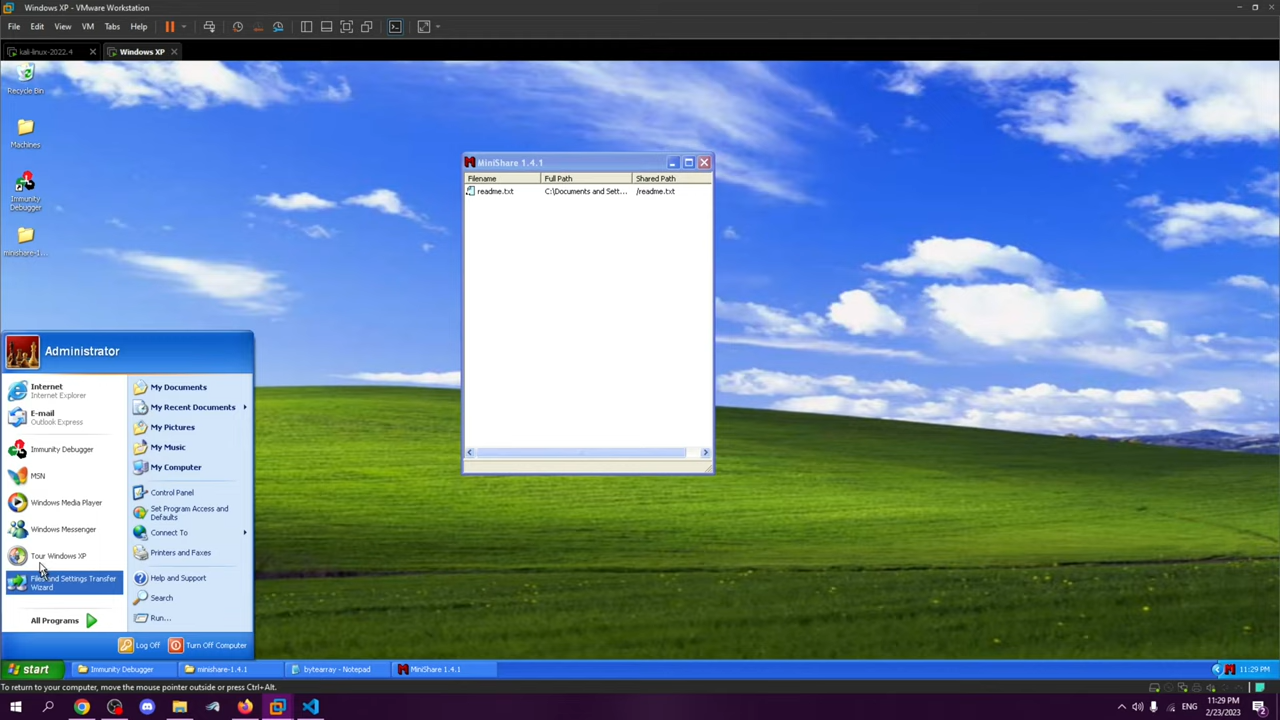 Windows XP - VMware Workstation
File Edit View VM Tabs Help
kali-linux-2022.4 Windows XP
Recycle Bin
Machines
Immunity
Debugger
minishare-1...
MiniShare 1.4.1
Filename Full Path Shared Path
readme.txt C:\Documents and Sett... /readme.txt
Administrator
Internet
Internet Explorer
E-mail
Outlook Express
Immunity Debugger
MSN
Windows Media Player
Windows Messenger
Tour Windows XP
Files and Settings Transfer
Wizard
All Programs
My Documents
My Recent Documents
My Pictures
My Music
My Computer
Control Panel
Set Program Access and
Defaults
Connect To
Printers and Faxes
Help and Support
Search
Run...
Log Off Turn Off Computer
start Immunity Debugger minishare-1.4.1 bytearray - Notepad MiniShare 1.4.1 11:29 PM
To return to your computer, move the mouse pointer outside or press Ctrl+Alt.
ENG 11:29 PM
2/23/2023 2